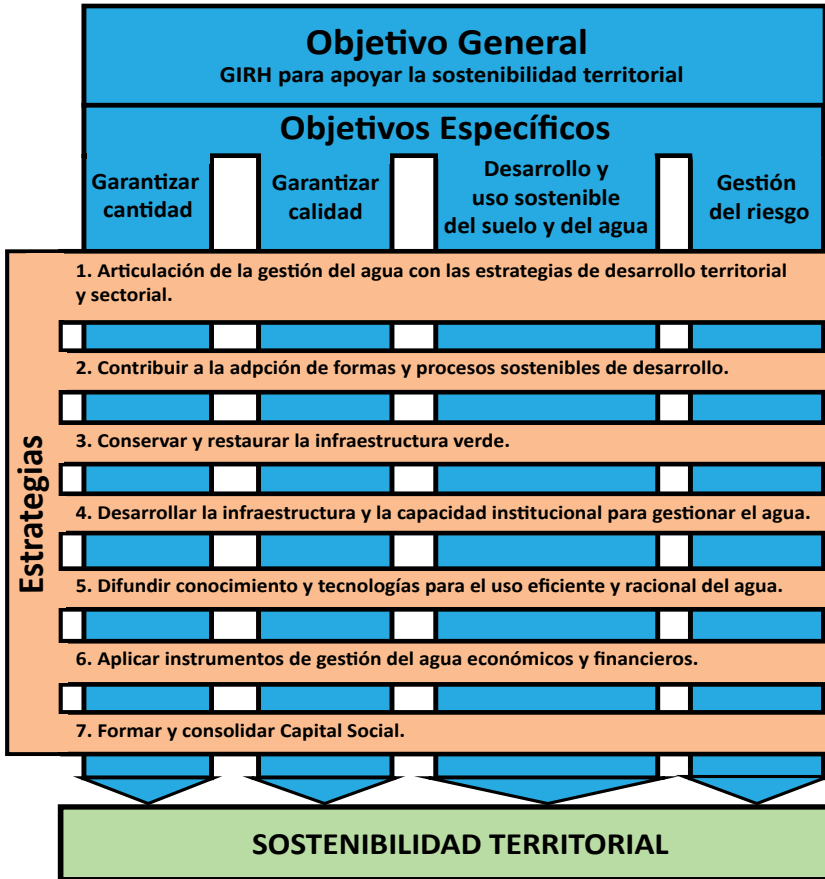 Objetivo General
GIRH para apoyar la sostenibilidad territorial
Objetivos Específicos
Garantizar
cantidad
Garantizar
calidad
Desarrollo y
uso sostenible
del suelo y del agua
Gestión
del riesgo
Estrategias
1. Articulación de la gestión del agua con las estrategias de desarrollo territorial
y sectorial.
2. Contribuir a la adpción de formas y procesos sostenibles de desarrollo.
3. Conservar y restaurar la infraestructura verde.
4. Desarrollar la infraestructura y la capacidad institucional para gestionar el agua.
5. Difundir conocimiento y tecnologías para el uso eficiente y racional del agua.
6. Aplicar instrumentos de gestión del agua económicos y financieros.
7. Formar y consolidar Capital Social.
SOSTENIBILIDAD TERRITORIAL